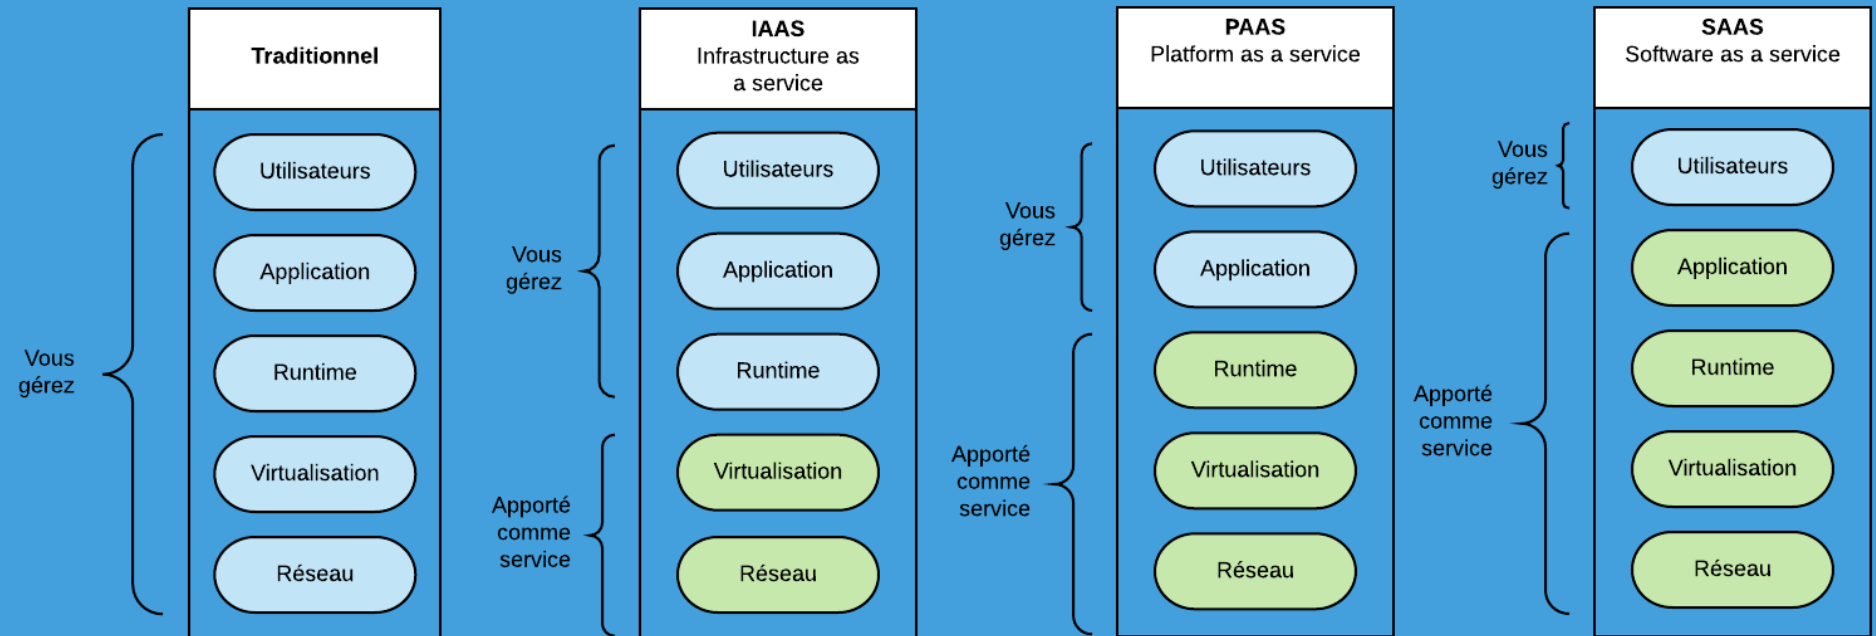 Traditionnel
Vous
gérez
Utilisateurs
Application
Runtime
Virtualisation
Réseau
IAAS
Infrastructure as
a service
Vous
gérez
Apporté
comme
service
Utilisateurs
Application
Runtime
Virtualisation
Réseau
PAAS
Platform as a service
Vous
gérez
Apporté
comme
service
Utilisateurs
Application
Runtime
Virtualisation
Réseau
SAAS
Software as a service
Vous
gérez
Apporté
comme
service
Utilisateurs
Application
Runtime
Virtualisation
Réseau